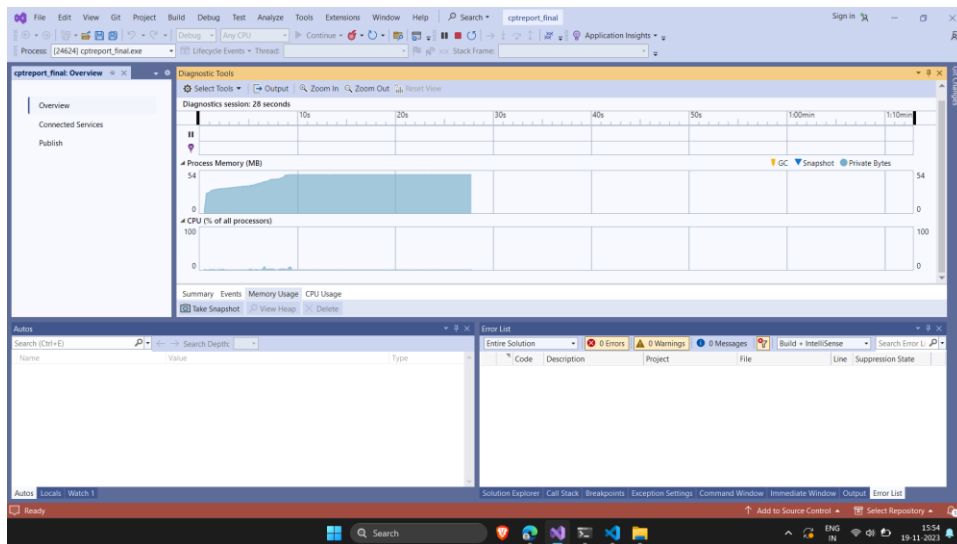 File Edit View Git Project Build Debug Test Analyze Tools Extensions Window Help Search cptreport_final Sign in
Debug Any CPU Continue Application Insights
Process: [24624] cptreport_final.exe Lifecycle Events Thread: Stack Frame:
cptreport_final: Overview
Overview
Connected Services
Publish
Diagnostic Tools
Select Tools Output Zoom In Zoom Out Reset View
Diagnostics session: 28 seconds
10s 20s 30s 40s 50s 1:00min 1:10min
Process Memory (MB) GC Snapshot Private Bytes
54 54
0 0
CPU (% of all processors)
100 100
0 0
Summary Events Memory Usage CPU Usage
Take Snapshot View Heap Delete
Git Changes
Autos
Search (Ctrl+E) Search Depth:
Name Value Type
Autos Locals Watch 1
Error List
Entire Solution 0 Errors 0 Warnings 0 Messages Build + IntelliSense Search Error Li
Code Description Project File Line Suppression State
Solution Explorer Call Stack Breakpoints Exception Settings Command Window Immediate Window Output Error List
Ready Add to Source Control Select Repository
Search ENG 15:54
IN 19-11-2023